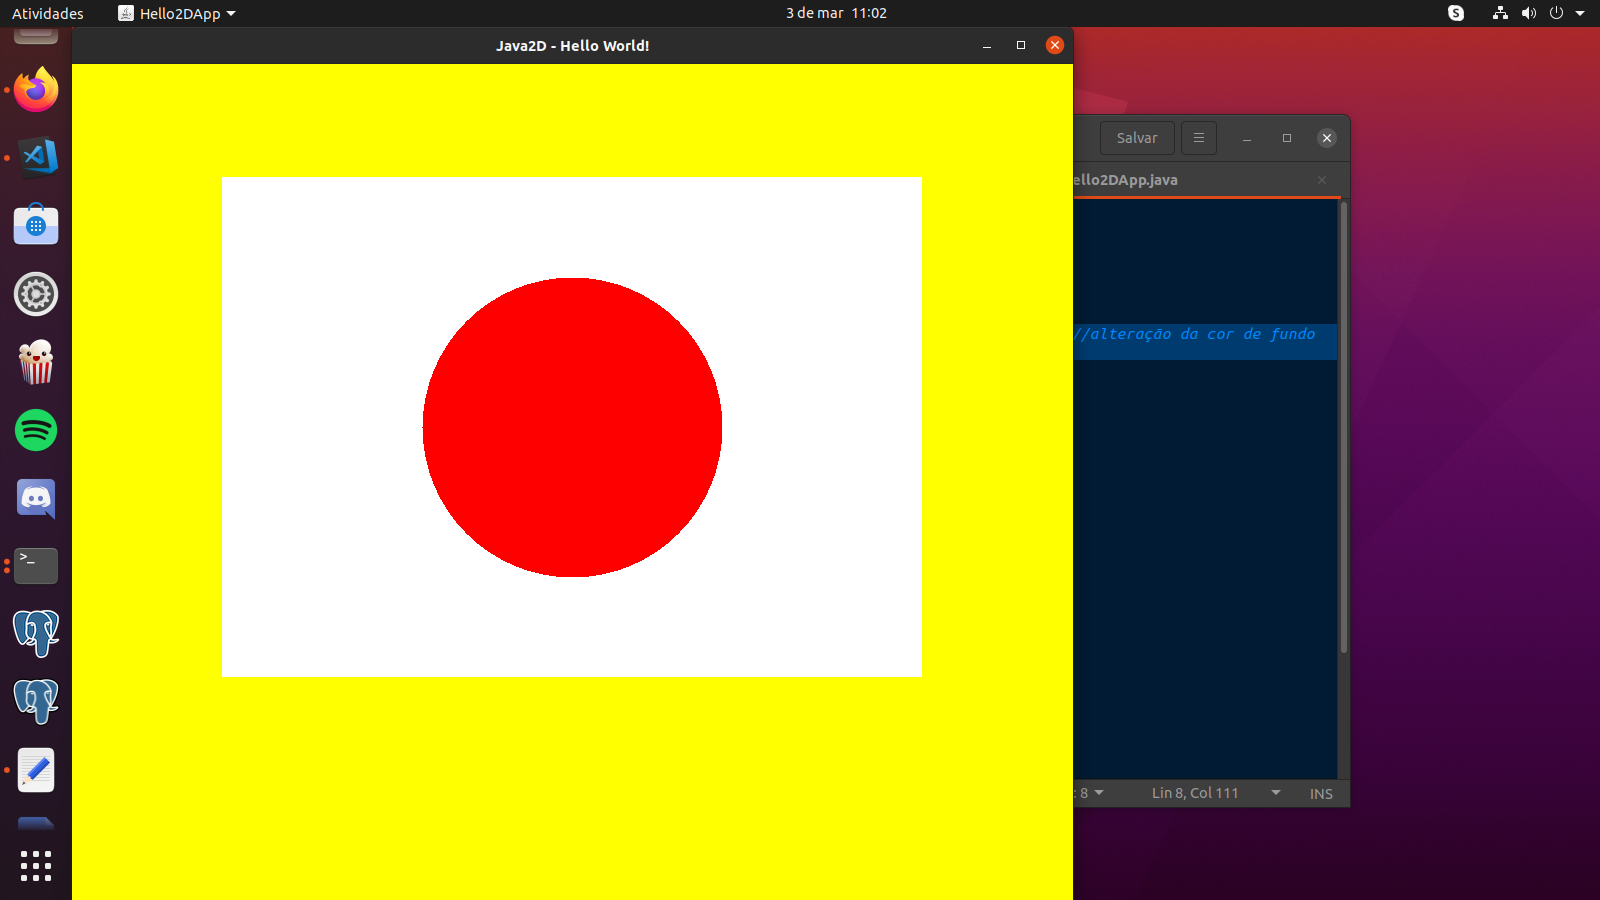 Atividades
Hello2DApp
3 de mar 11:02
Java2D - Hello World!
Salvar
ello2DApp.java
//alteração da cor de fundo
: 8
Lin 8, Col 111
INS